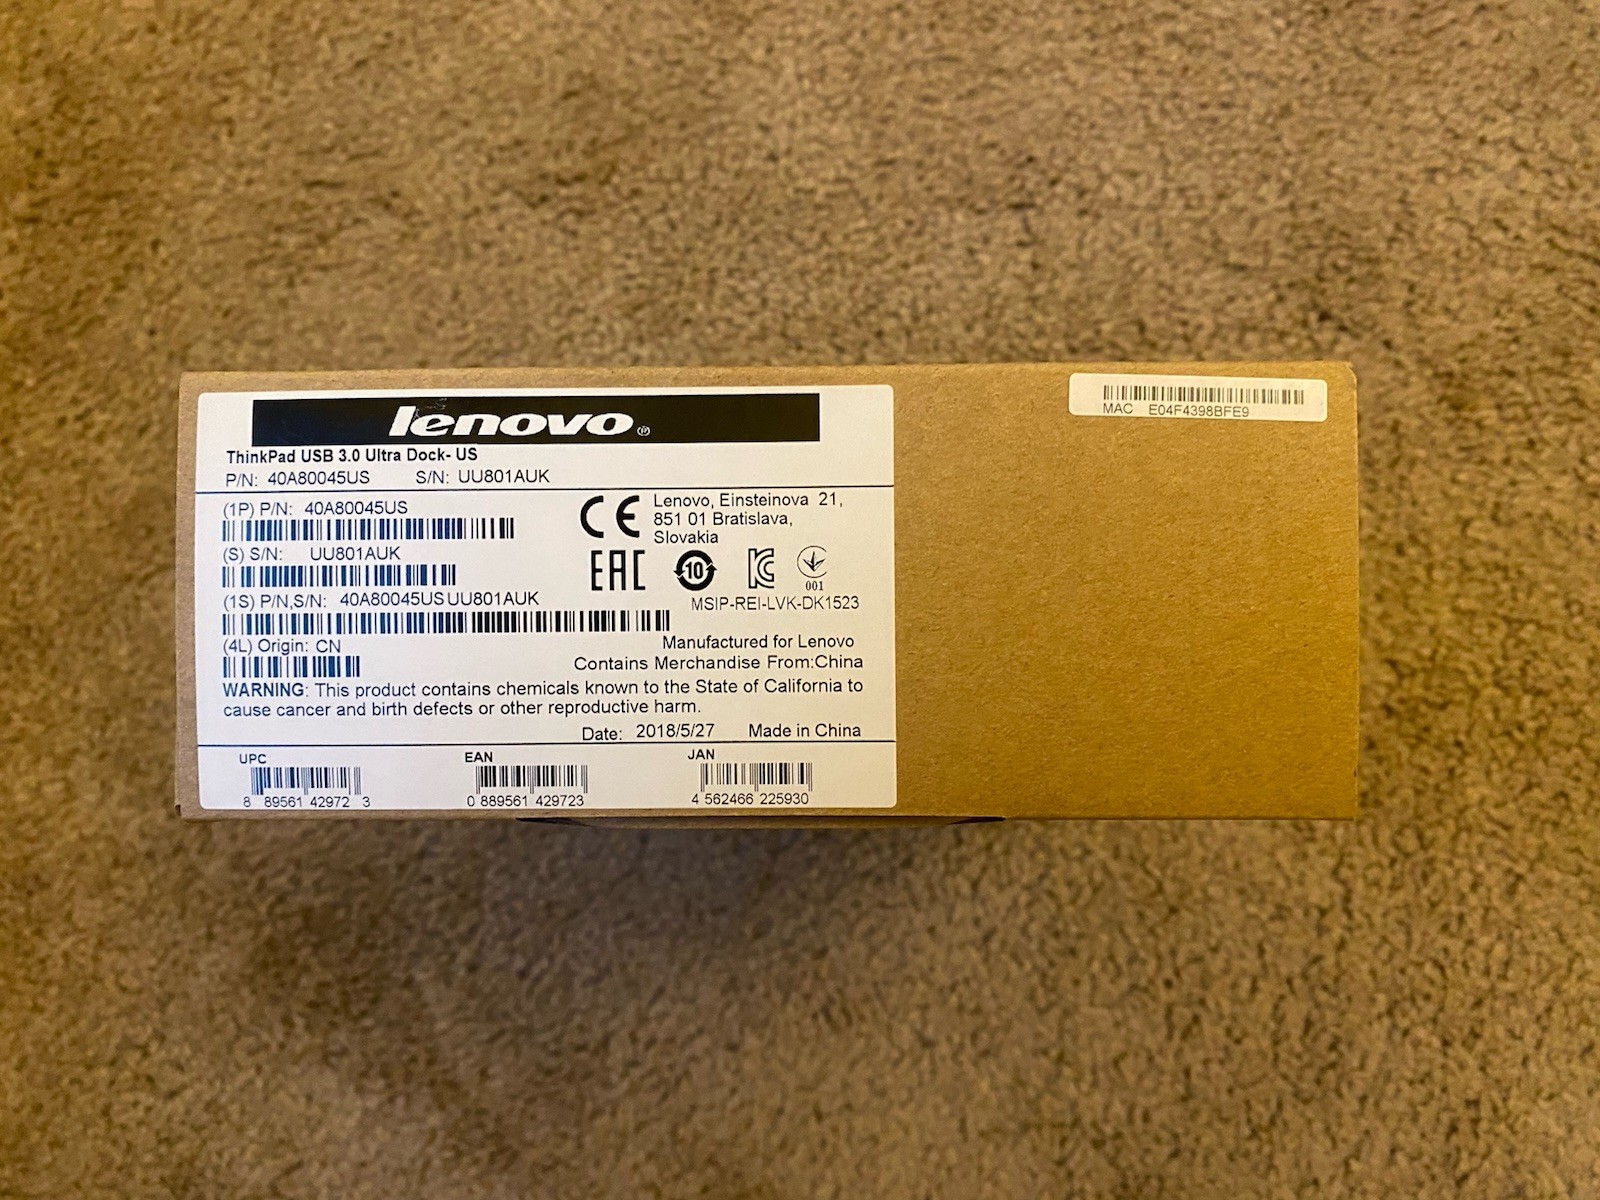 lenovo®
ThinkPad USB 3.0 Ultra Dock- US
P/N: 40A80045US S/N: UU801AUK
(1P) P/N: 40A80045US
(S) S/N: UU801AUK
(1S) P/N,S/N: 40A80045USUU801AUK
(4L) Origin: CN
CE
Lenovo, Einsteinova 21,
851 01 Bratislava,
Slovakia
EAC
10
KC
001
MSIP-REI-LVK-DK1523
Manufactured for Lenovo
Contains Merchandise From:China
WARNING: This product contains chemicals known to the State of California to
cause cancer and birth defects or other reproductive harm.
Date: 2018/5/27 Made in China
UPC
8 89561 42972 3
EAN
0 889561 429723
JAN
4 562466 225930
MAC E04F4398BFE9